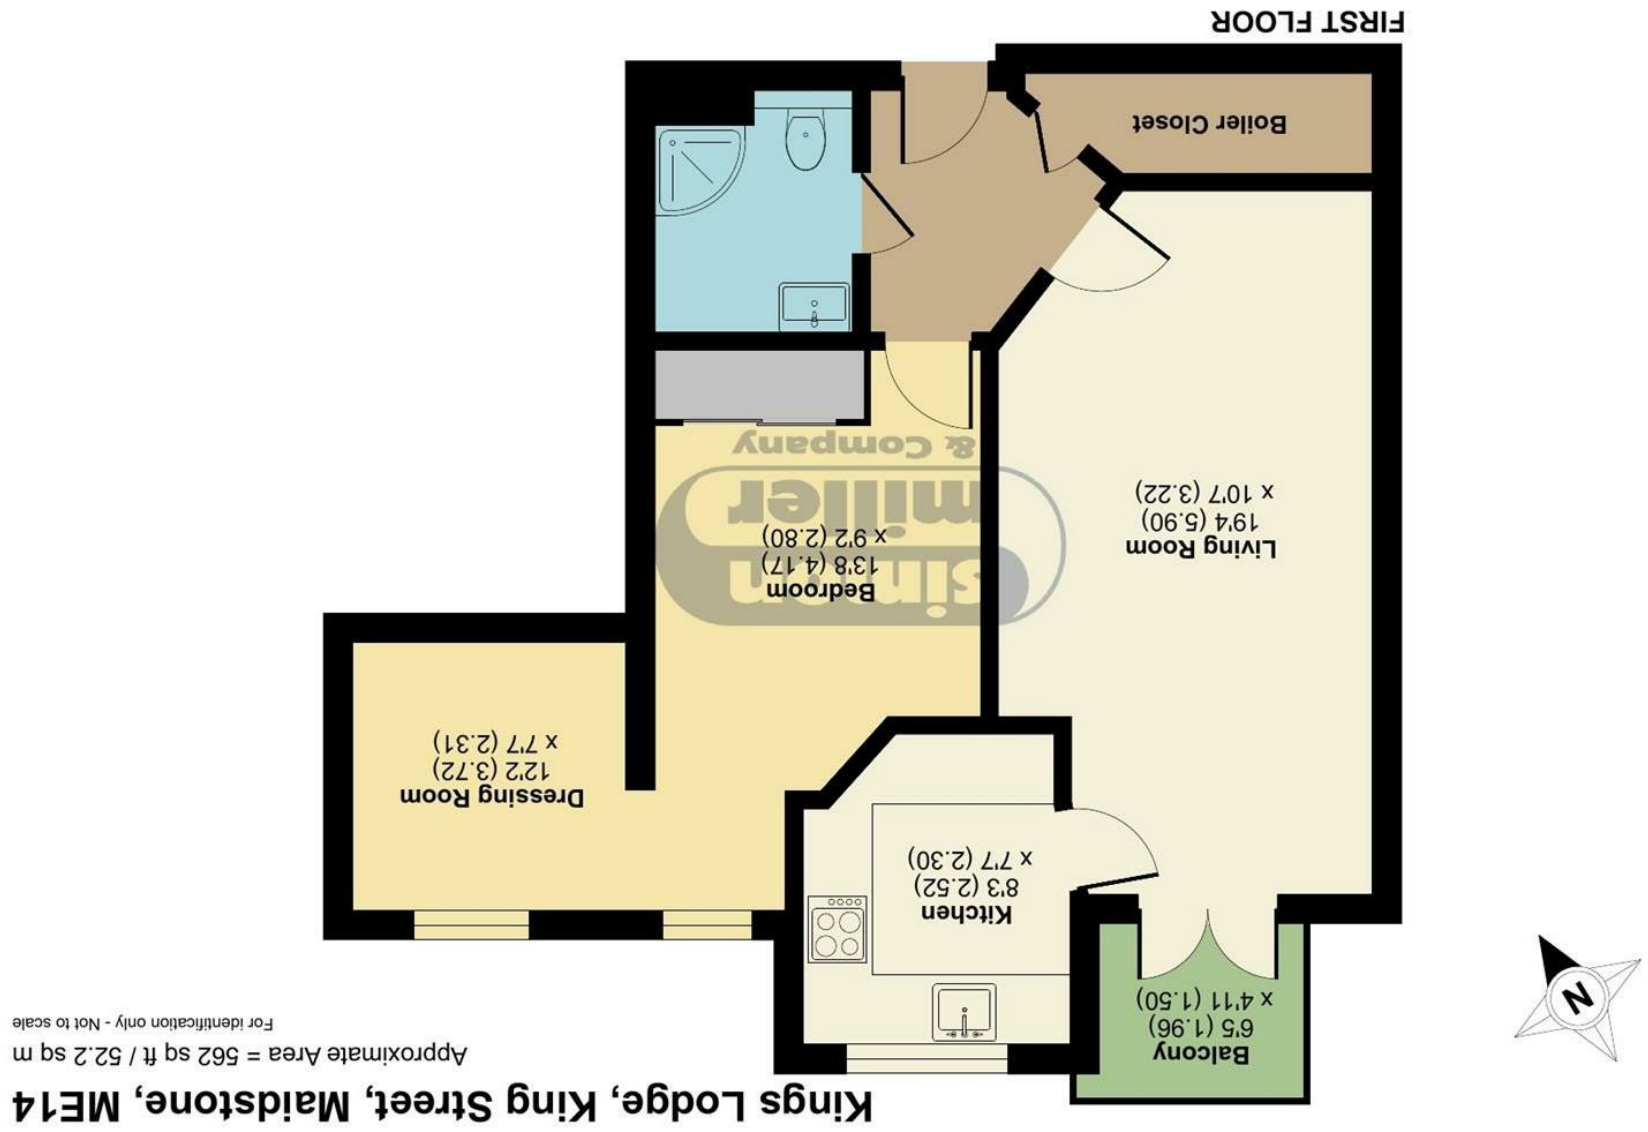 Kings Lodge, King Street, Maidstone, ME14
Approximate Area = 562 sq ft / 52.2 sq m
For identification only - Not to scale
N
Balcony
6'5 (1.96)
x 4'11 (1.50)
Kitchen
8'3 (2.52)
x 7'7 (2.30)
Dressing Room
12'2 (3.72)
x 7'7 (2.31)
Living Room
19'4 (5.90)
x 10'7 (3.22)
Bedroom
13'8 (4.17)
x 9'2 (2.80)
simon
miller
& Company
Boiler Closet
FIRST FLOOR